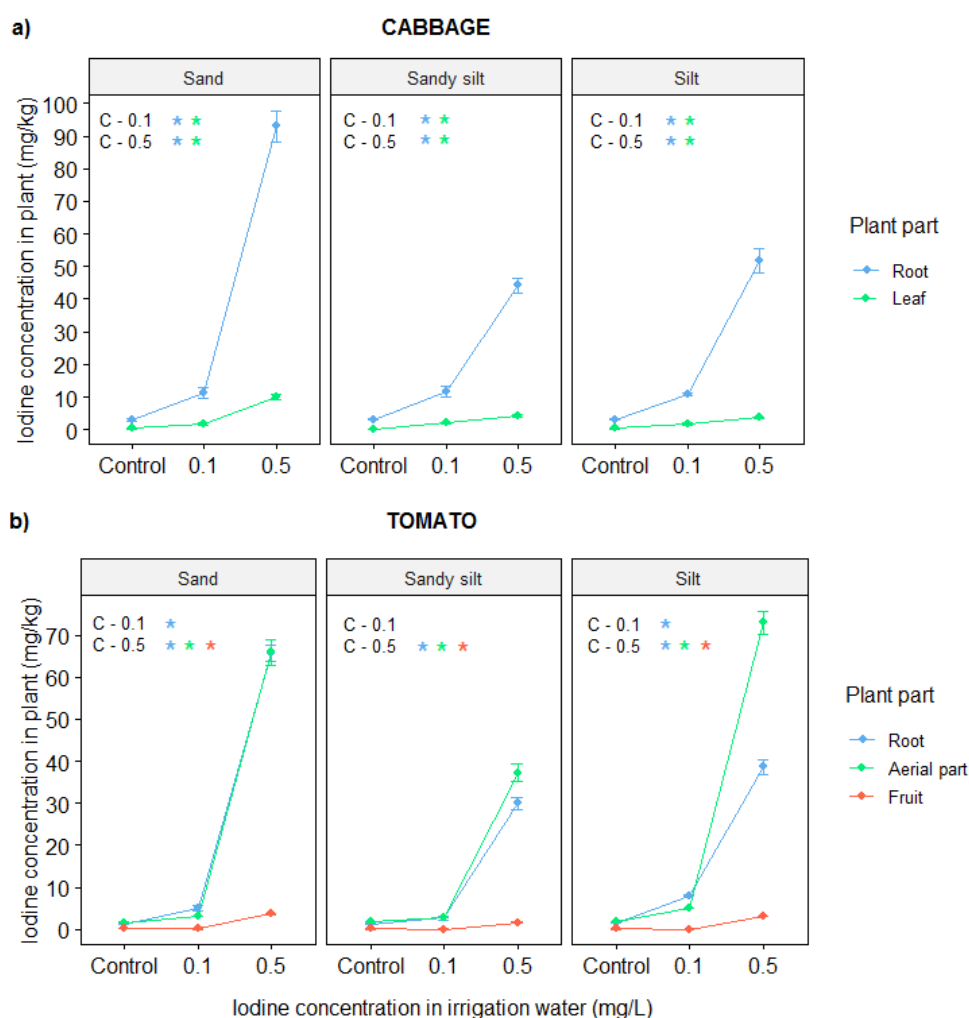 a) CABBAGE
Sand Sandy silt Silt
Iodine concentration in plant (mg/kg)
100
90
80
70
60
50
40
30
20
10
0
C - 0.1 * *
C - 0.5 * *
C - 0.1 * *
C - 0.5 * *
C - 0.1 * *
C - 0.5 * *
Control 0.1 0.5 Control 0.1 0.5 Control 0.1 0.5
Plant part
Root
Leaf
b) TOMATO
Sand Sandy silt Silt
Iodine concentration in plant (mg/kg)
70
60
50
40
30
20
10
0
C - 0.1 *
C - 0.5 * * *
C - 0.1
C - 0.5 * * *
C - 0.1 *
C - 0.5 * * *
Control 0.1 0.5 Control 0.1 0.5 Control 0.1 0.5
Plant part
Root
Aerial part
Fruit
Iodine concentration in irrigation water (mg/L)